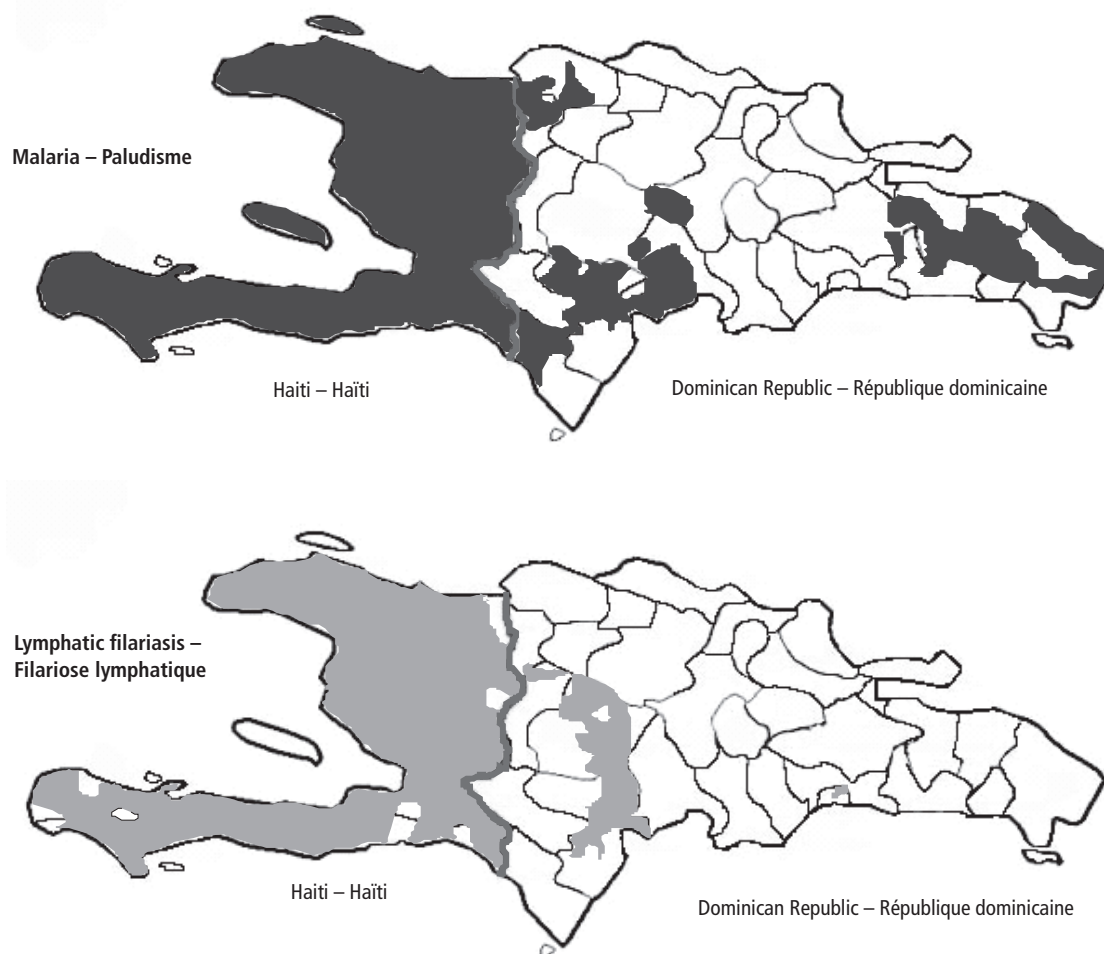 Malaria – Paludisme
Haiti – Haïti
Dominican Republic – République dominicaine
Lymphatic filariasis –
Filariose lymphatique
Haiti – Haïti
Dominican Republic – République dominicaine